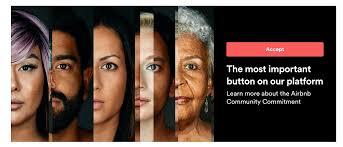 Accept
The most important
button on our platform
Learn more about the Airbnb
Community Commitment